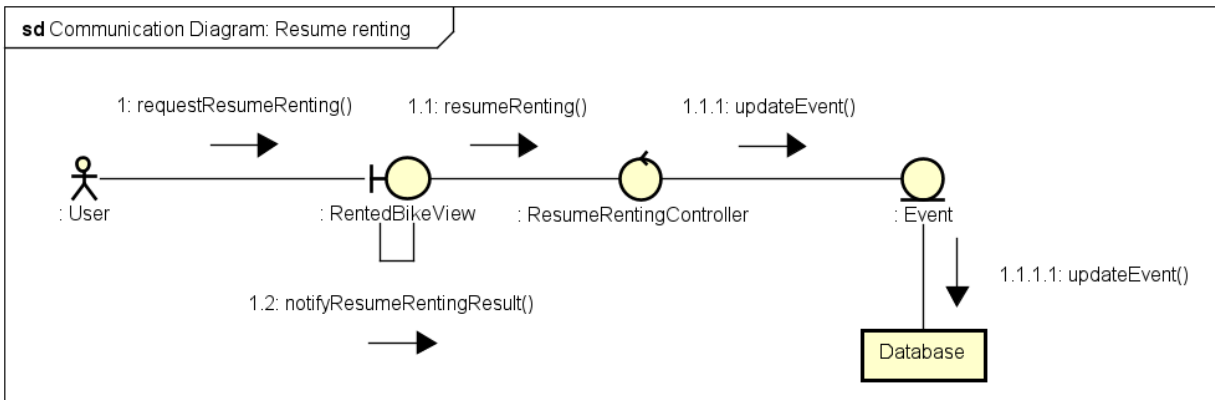 sd Communication Diagram: Resume renting
1: requestResumeRenting()
1.1: resumeRenting()
1.1.1: updateEvent()
: User
: RentedBikeView
: ResumeRentingController
: Event
1.1.1.1: updateEvent()
1.2: notifyResumeRentingResult()
Database